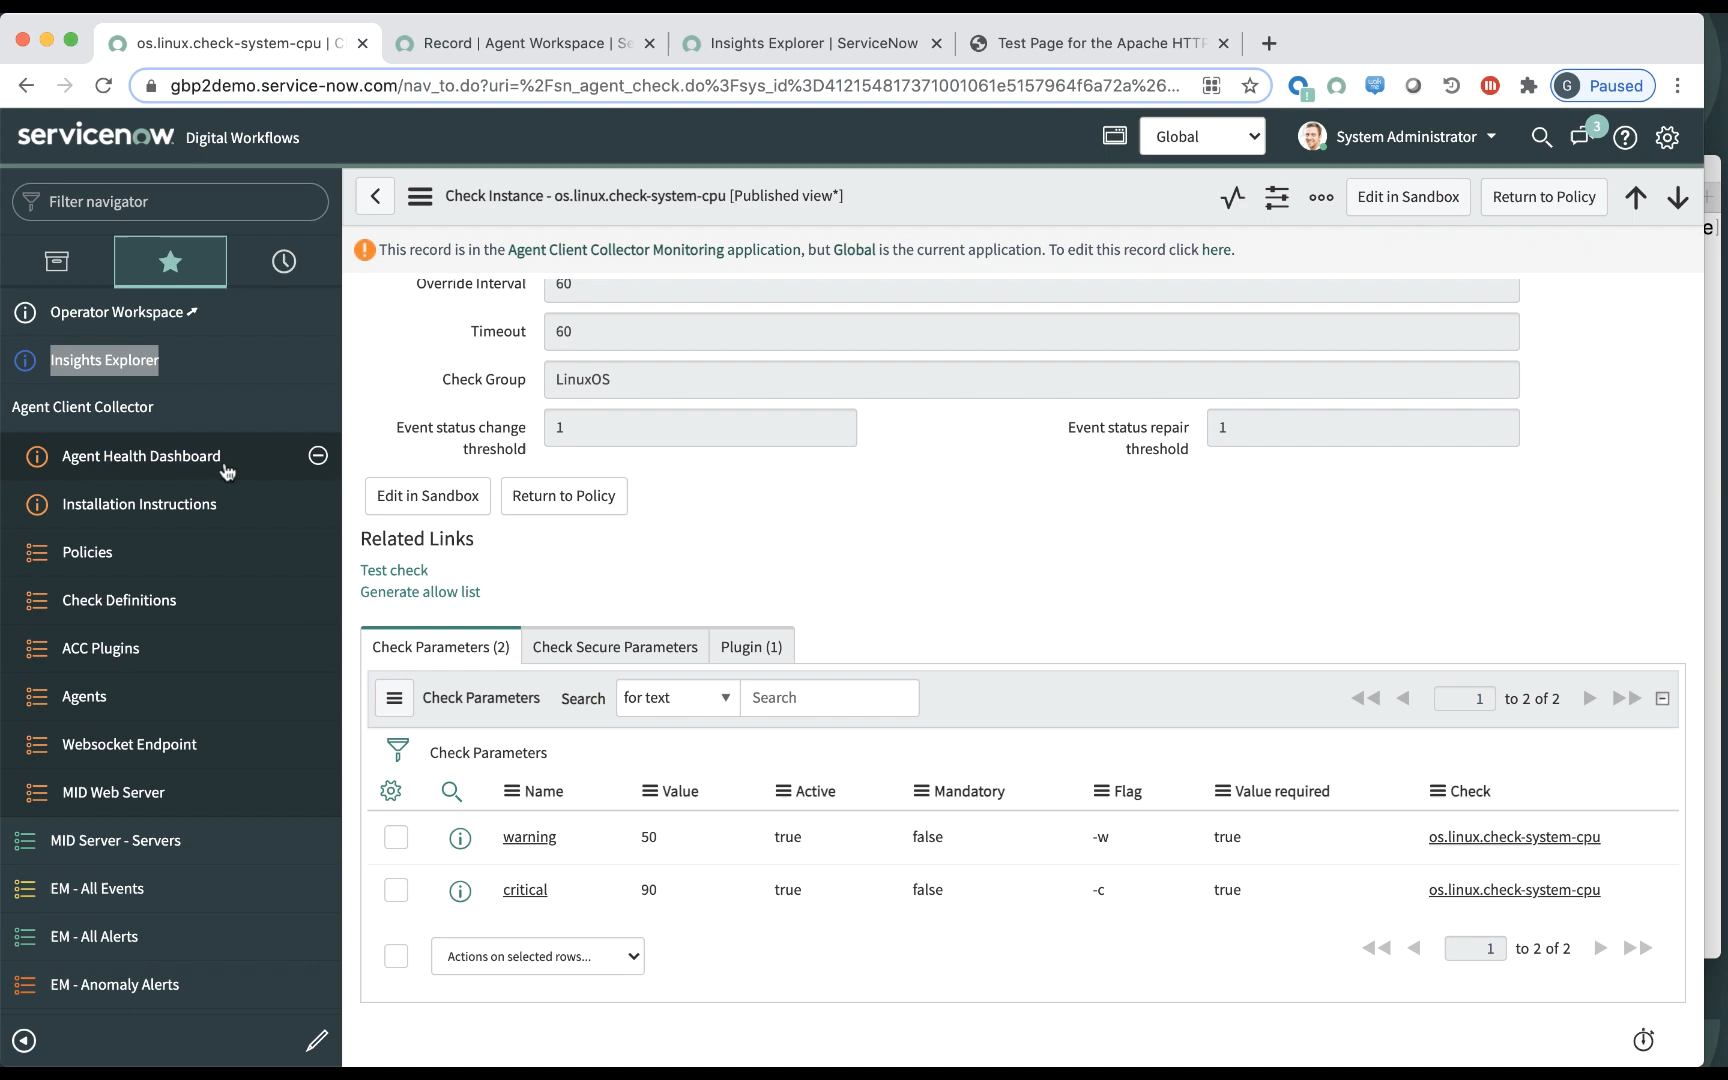 os.linux.check-system-cpu | C
Record | Agent Workspace | Se
Insights Explorer | ServiceNow
Test Page for the Apache HTTP
gbp2demo.service-now.com/nav_to.do?uri=%2Fsn_agent_check.do%3Fsys_id%3D412154817371001061e5157964f6a72a%26...
G Paused
servicenow Digital Workflows
Global
System Administrator
3
Filter navigator
Check Instance - os.linux.check-system-cpu [Published view*]
Edit in Sandbox
Return to Policy
This record is in the Agent Client Collector Monitoring application, but Global is the current application. To edit this record click here.
Operator Workspace
Insights Explorer
Agent Client Collector
Agent Health Dashboard
Installation Instructions
Policies
Check Definitions
ACC Plugins
Agents
Websocket Endpoint
MID Web Server
MID Server - Servers
EM - All Events
EM - All Alerts
EM - Anomaly Alerts
Override Interval 60
Timeout 60
Check Group LinuxOS
Event status change threshold 1
Event status repair threshold 1
Edit in Sandbox
Return to Policy
Related Links
Test check
Generate allow list
Check Parameters (2)
Check Secure Parameters
Plugin (1)
Check Parameters Search for text Search 1 to 2 of 2
Check Parameters
Name Value Active Mandatory Flag Value required Check
warning 50 true false -w true os.linux.check-system-cpu
critical 90 true false -c true os.linux.check-system-cpu
Actions on selected rows... 1 to 2 of 2